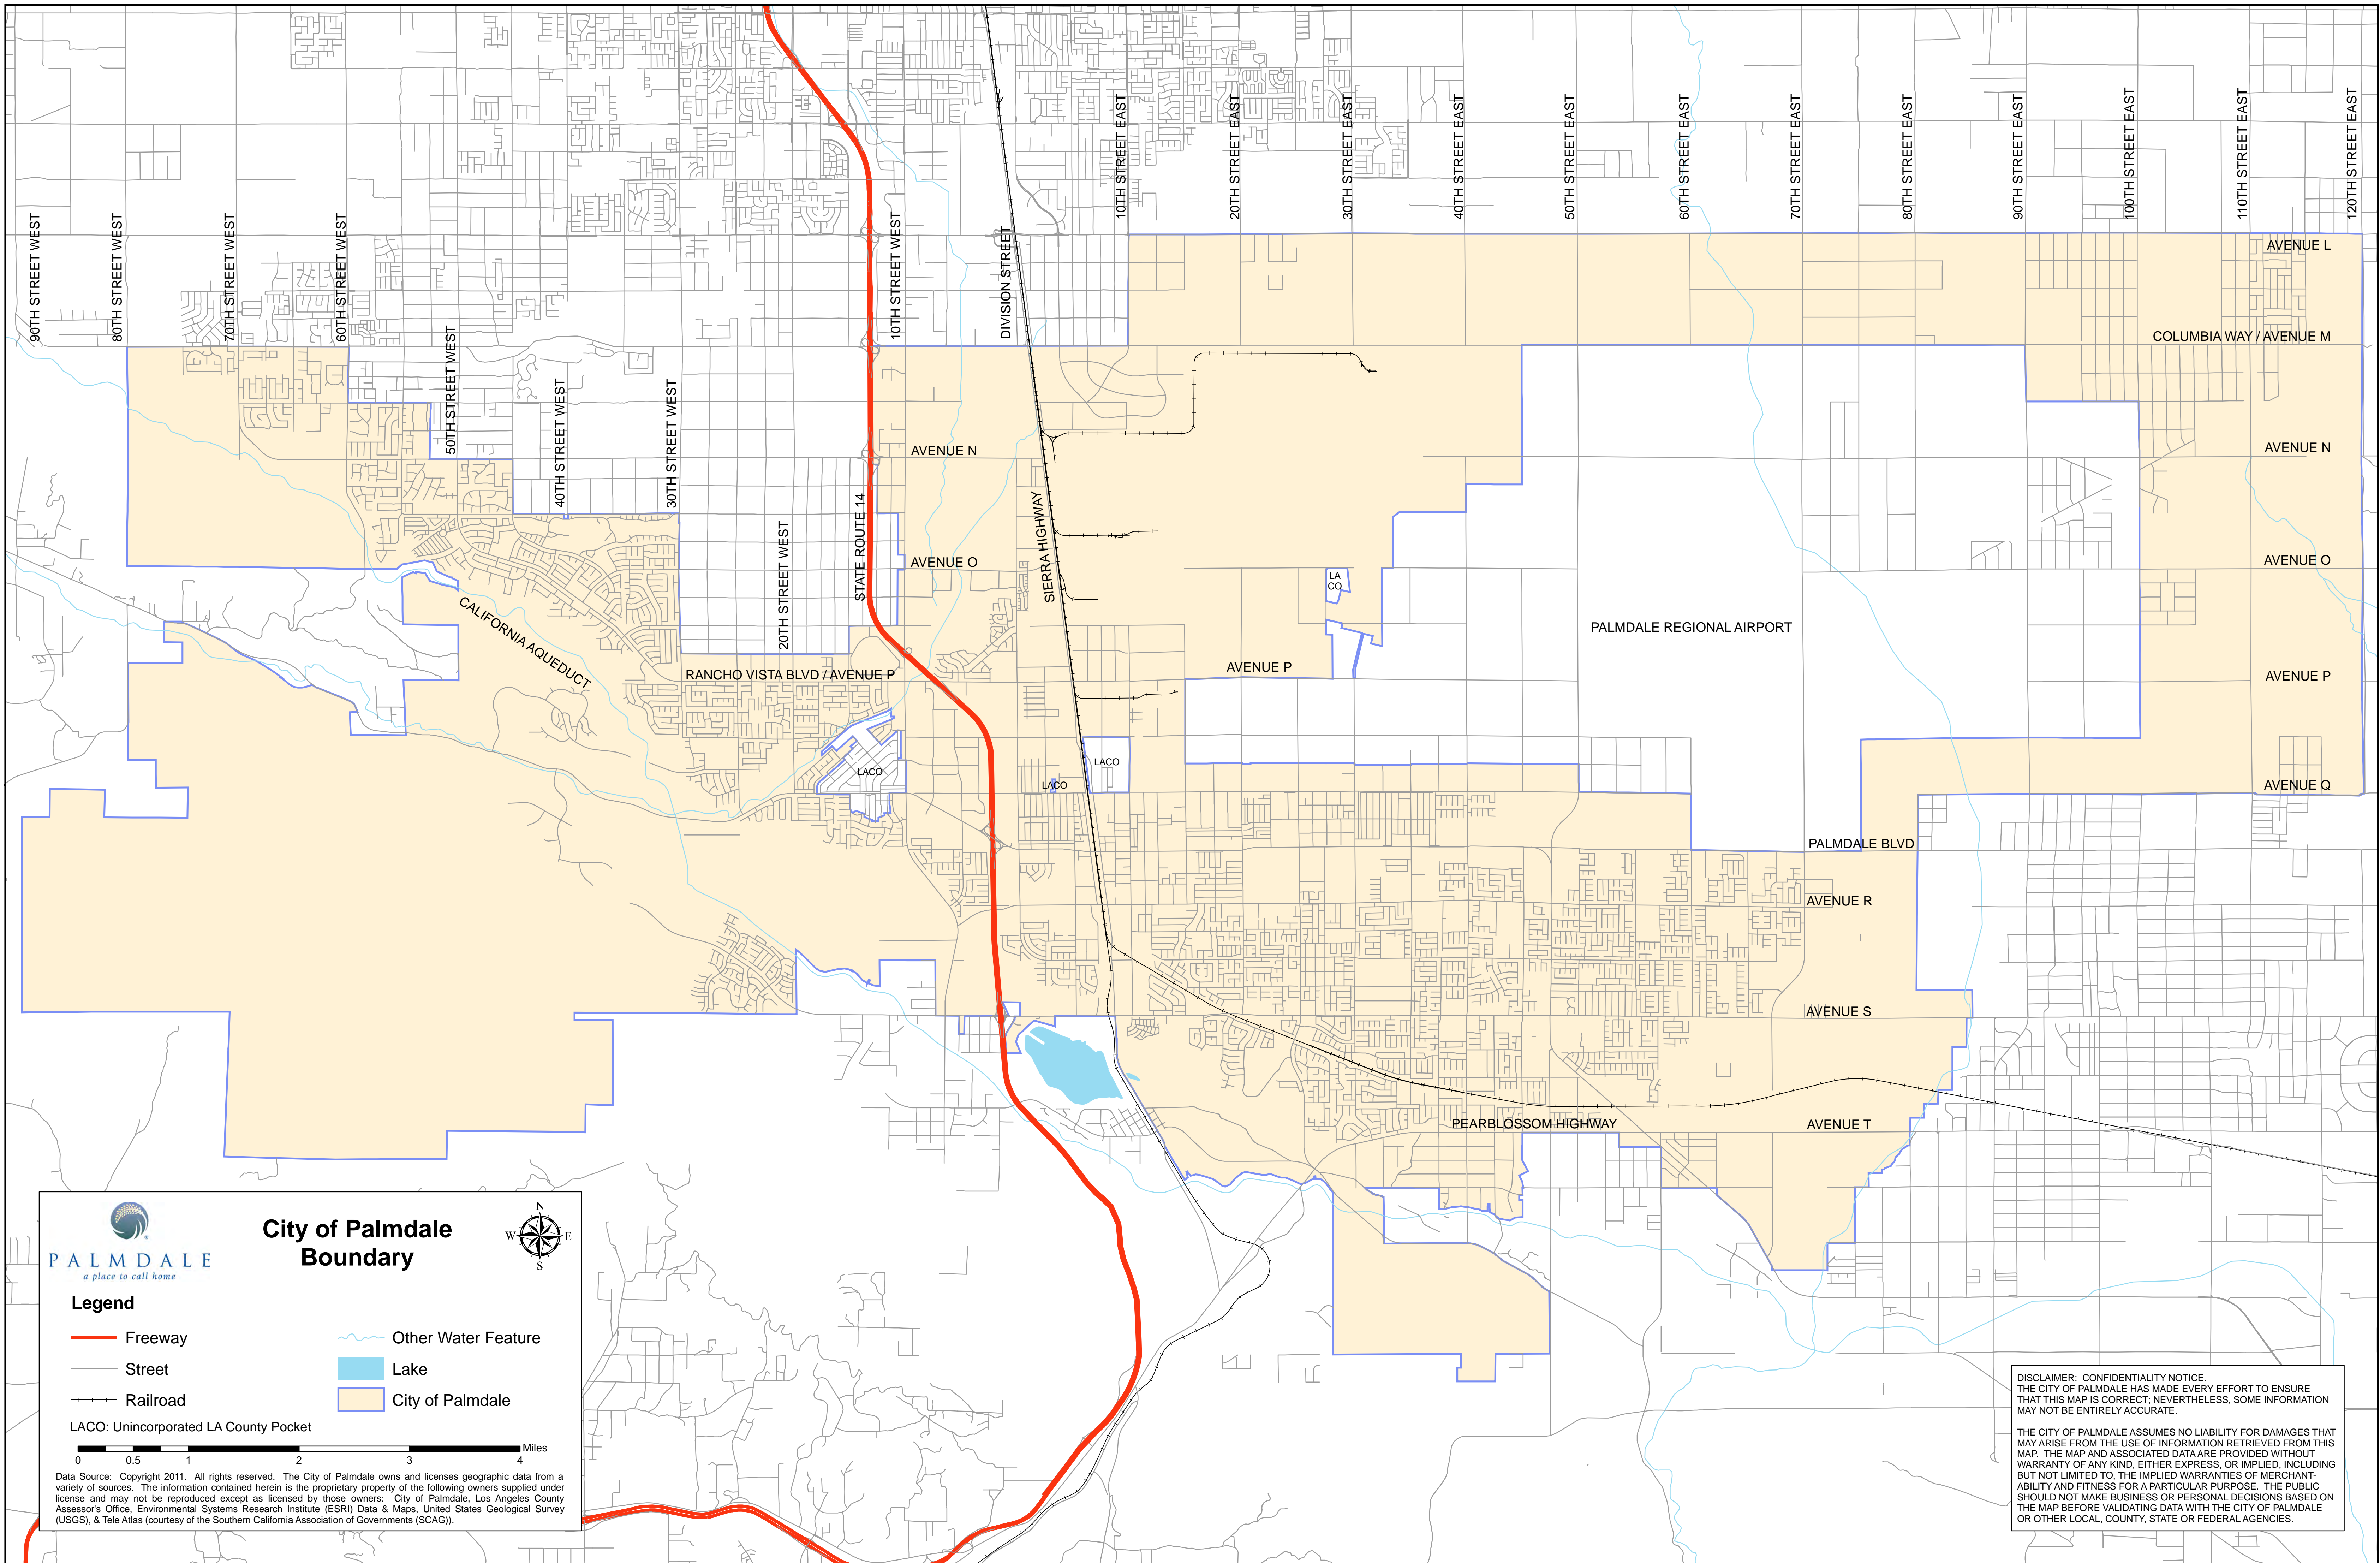 10TH STREET EAST
20TH STREET EAST
30TH STREET EAST
40TH STREET EAST
50TH STREET EAST
60TH STREET EAST
70TH STREET EAST
80TH STREET EAST
90TH STREET EAST
100TH STREET EAST
110TH STREET EAST
120TH STREET EAST
90TH STREET WEST
80TH STREET WEST
70TH STREET WEST
60TH STREET WEST
50TH STREET WEST
40TH STREET WEST
30TH STREET WEST
20TH STREET WEST
STATE ROUTE 14
10TH STREET WEST
DIVISION STREET
SIERRA HIGHWAY
AVENUE L
COLUMBIA WAY / AVENUE M
AVENUE N
AVENUE N
AVENUE O
AVENUE O
LA
CO
CALIFORNIA AQUEDUCT
PALMDALE REGIONAL AIRPORT
RANCHO VISTA BLVD / AVENUE P
AVENUE P
AVENUE P
LACO
LACO
LACO
AVENUE Q
PALMDALE BLVD
AVENUE R
AVENUE S
PEARBLOSSOM HIGHWAY
AVENUE T
PALMDALE
a place to call home
City of Palmdale
Boundary
N
W
E
S
Legend
Freeway
Street
Railroad
Other Water Feature
Lake
City of Palmdale
LACO: Unincorporated LA County Pocket
Miles
0 0.5 1 2 3 4
Data Source: Copyright 2011. All rights reserved. The City of Palmdale owns and licenses geographic data from a
variety of sources. The information contained herein is the proprietary property of the following owners supplied under
license and may not be reproduced except as licensed by those owners: City of Palmdale, Los Angeles County
Assessor's Office, Environmental Systems Research Institute (ESRI) Data & Maps, United States Geological Survey
(USGS), & Tele Atlas (courtesy of the Southern California Association of Governments (SCAG)).
DISCLAIMER: CONFIDENTIALITY NOTICE.
THE CITY OF PALMDALE HAS MADE EVERY EFFORT TO ENSURE
THAT THIS MAP IS CORRECT; NEVERTHELESS, SOME INFORMATION
MAY NOT BE ENTIRELY ACCURATE.
THE CITY OF PALMDALE ASSUMES NO LIABILITY FOR DAMAGES THAT
MAY ARISE FROM THE USE OF INFORMATION RETRIEVED FROM THIS
MAP. THE MAP AND ASSOCIATED DATA ARE PROVIDED WITHOUT
WARRANTY OF ANY KIND, EITHER EXPRESS, OR IMPLIED, INCLUDING
BUT NOT LIMITED TO, THE IMPLIED WARRANTIES OF MERCHANT-
ABILITY AND FITNESS FOR A PARTICULAR PURPOSE. THE PUBLIC
SHOULD NOT MAKE BUSINESS OR PERSONAL DECISIONS BASED ON
THE MAP BEFORE VALIDATING DATA WITH THE CITY OF PALMDALE
OR OTHER LOCAL, COUNTY, STATE OR FEDERAL AGENCIES.